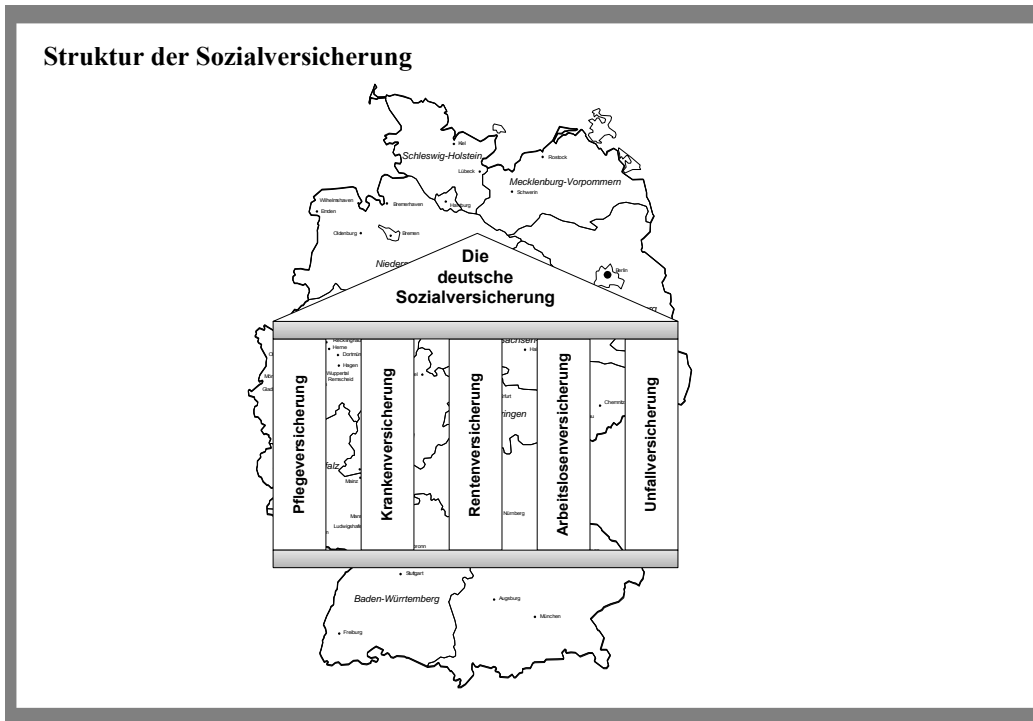 Struktur der Sozialversicherung
Kiel
Schleswig-Holstein
Rostock
Lübeck
Mecklenburg-Vorpommern
Schwerin
Wilhelmshaven
Bremerhaven
Hamburg
Emden
Oldenburg
Bremen
Die
deutsche
Sozialversicherung
Berlin
Herne
Dortmund
Hagen
Wuppertal
Remscheid
Chemnitz
Mainz
Nürnberg
Pflegeversicherung
Krankenversicherung
Rentenversicherung
Arbeitslosenversicherung
Unfallversicherung
Stuttgart
Baden-Würrtemberg
Augsburg
München
Freiburg